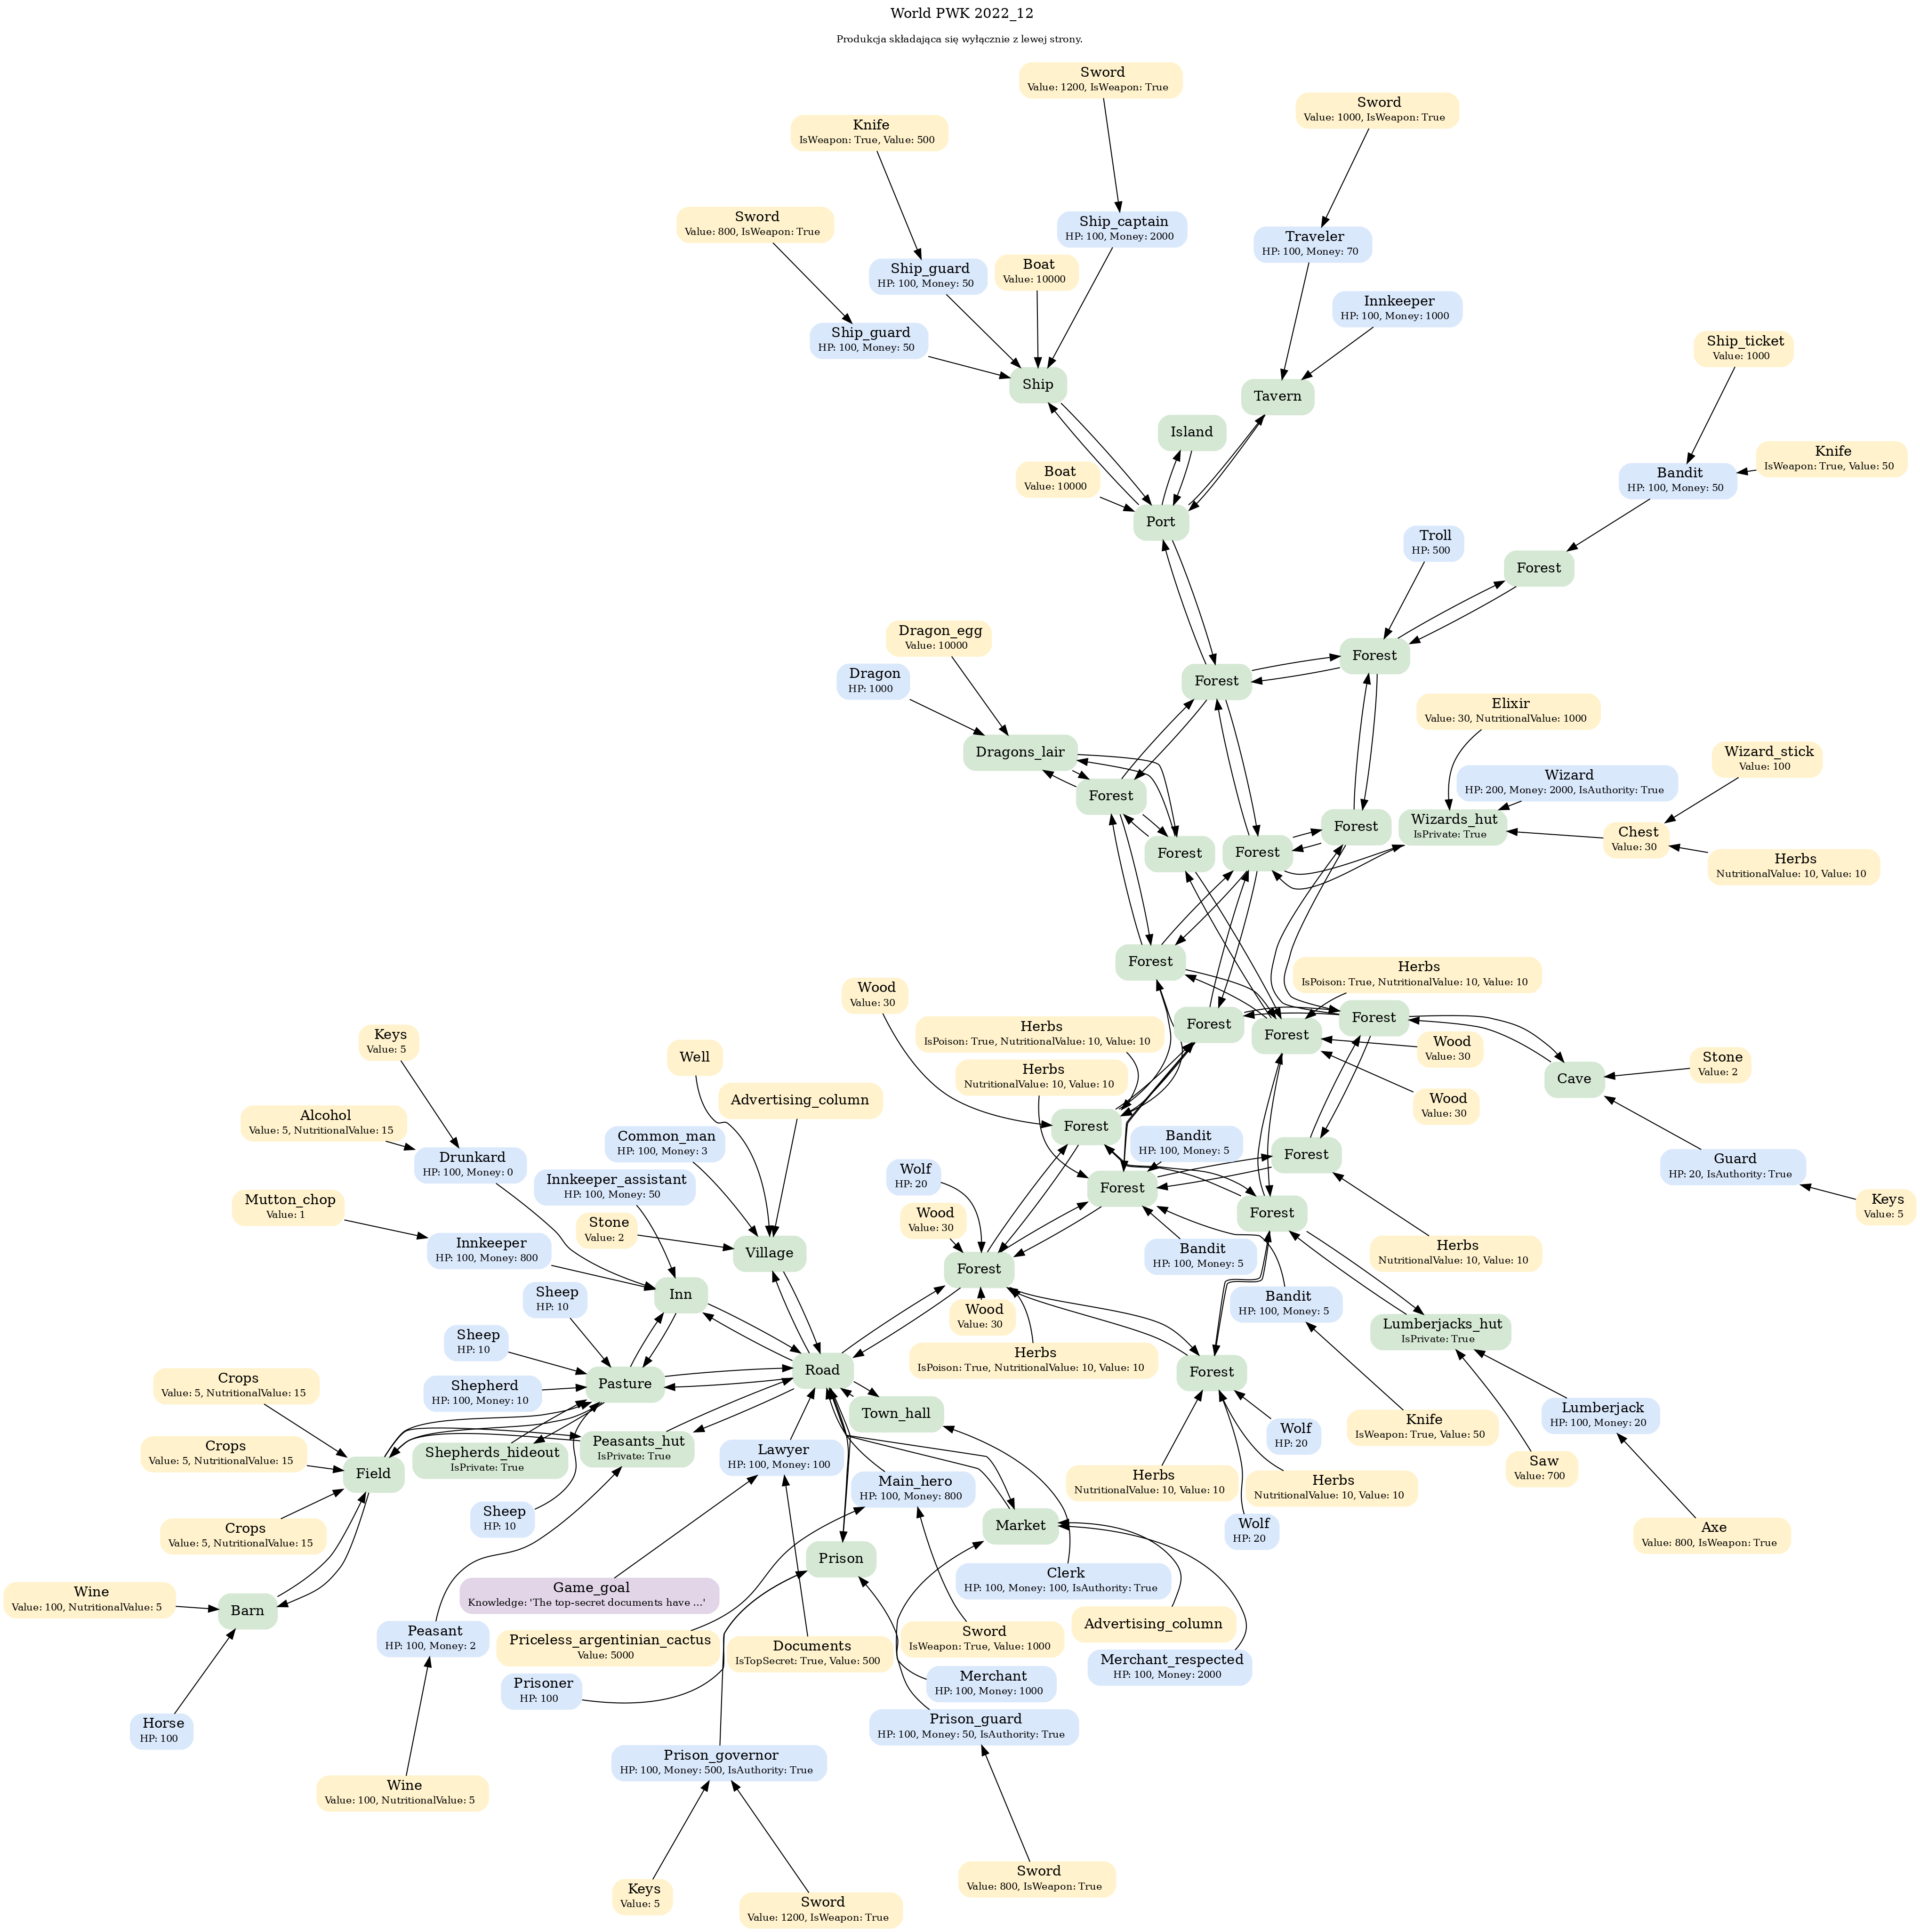 World PWK 2022_12
Produkcja składająca się wyłącznie z lewej strony.
Sword
Value: 1200, IsWeapon: True
Sword
Value: 1000, IsWeapon: True
Knife
IsWeapon: True, Value: 500
Sword
Value: 800, IsWeapon: True
Ship_captain
HP: 100, Money: 2000
Traveler
HP: 100, Money: 70
Ship_guard
HP: 100, Money: 50
Boat
Value: 10000
Innkeeper
HP: 100, Money: 1000
Ship_guard
HP: 100, Money: 50
Ship_ticket
Value: 1000
Ship
Tavern
Island
Boat
Value: 10000
Bandit
HP: 100, Money: 50
Knife
IsWeapon: True, Value: 50
Port
Troll
HP: 500
Forest
Dragon_egg
Value: 10000
Forest
Dragon
HP: 1000
Forest
Elixir
Value: 30, NutritionalValue: 1000
Dragons_lair
Wizard_stick
Value: 100
Wizard
HP: 200, Money: 2000, IsAuthority: True
Forest
Forest
Wizards_hut
IsPrivate: True
Chest
Value: 30
Forest
Forest
Herbs
NutritionalValue: 10, Value: 10
Forest
Herbs
IsPoison: True, NutritionalValue: 10, Value: 10
Wood
Value: 30
Forest
Forest
Forest
Herbs
IsPoison: True, NutritionalValue: 10, Value: 10
Keys
Value: 5
Well
Wood
Value: 30
Herbs
NutritionalValue: 10, Value: 10
Cave
Stone
Value: 2
Advertising_column
Wood
Value: 30
Alcohol
Value: 5, NutritionalValue: 15
Forest
Common_man
HP: 100, Money: 3
Bandit
HP: 100, Money: 5
Forest
Drunkard
HP: 100, Money: 0
Guard
HP: 20, IsAuthority: True
Wolf
HP: 20
Innkeeper_assistant
HP: 100, Money: 50
Forest
Mutton_chop
Value: 1
Keys
Value: 5
Stone
Value: 2
Wood
Value: 30
Forest
Innkeeper
HP: 100, Money: 800
Village
Bandit
HP: 100, Money: 5
Herbs
NutritionalValue: 10, Value: 10
Forest
Inn
Sheep
HP: 10
Wood
Value: 30
Bandit
HP: 100, Money: 5
Lumberjacks_hut
IsPrivate: True
Sheep
HP: 10
Herbs
IsPoison: True, NutritionalValue: 10, Value: 10
Road
Forest
Crops
Value: 5, NutritionalValue: 15
Pasture
Shepherd
HP: 100, Money: 10
Town_hall
Lumberjack
HP: 100, Money: 20
Knife
IsWeapon: True, Value: 50
Wolf
HP: 20
Crops
Value: 5, NutritionalValue: 15
Shepherds_hideout
IsPrivate: True
Peasants_hut
IsPrivate: True
Lawyer
HP: 100, Money: 100
Field
Saw
Value: 700
Herbs
NutritionalValue: 10, Value: 10
Herbs
NutritionalValue: 10, Value: 10
Main_hero
HP: 100, Money: 800
Sheep
HP: 10
Market
Wolf
HP: 20
Crops
Value: 5, NutritionalValue: 15
Axe
Value: 800, IsWeapon: True
Prison
Clerk
HP: 100, Money: 100, IsAuthority: True
Game_goal
Knowledge: 'The top-secret documents have ...'
Wine
Value: 100, NutritionalValue: 5
Barn
Advertising_column
Peasant
HP: 100, Money: 2
Priceless_argentinian_cactus
Value: 5000
Sword
IsWeapon: True, Value: 1000
Documents
IsTopSecret: True, Value: 500
Merchant_respected
HP: 100, Money: 2000
Prisoner
HP: 100
Merchant
HP: 100, Money: 1000
Horse
HP: 100
Prison_guard
HP: 100, Money: 50, IsAuthority: True
Prison_governor
HP: 100, Money: 500, IsAuthority: True
Wine
Value: 100, NutritionalValue: 5
Sword
Value: 800, IsWeapon: True
Keys
Value: 5
Sword
Value: 1200, IsWeapon: True